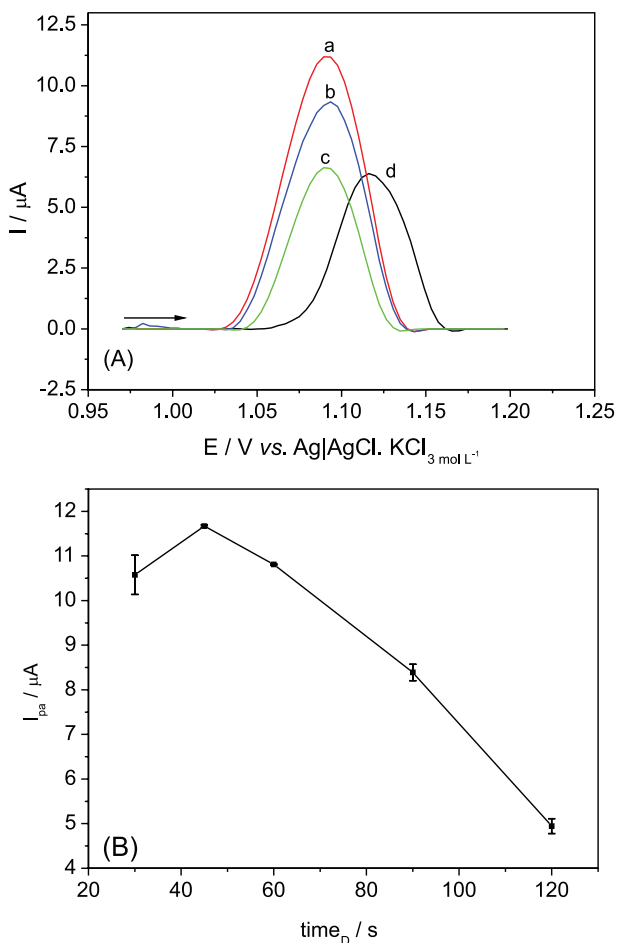 12.5
10.0
7.5
5.0
2.5
0.0
-2.5
I / μA
a
b
c
d
(A)
0.95 1.00 1.05 1.10 1.15 1.20 1.25
E / V vs. Ag|AgCl. KCl3 mol L-1
12
11
10
9
8
7
6
5
4
Ipa / μA
(B)
20 40 60 80 100 120
timeD / s